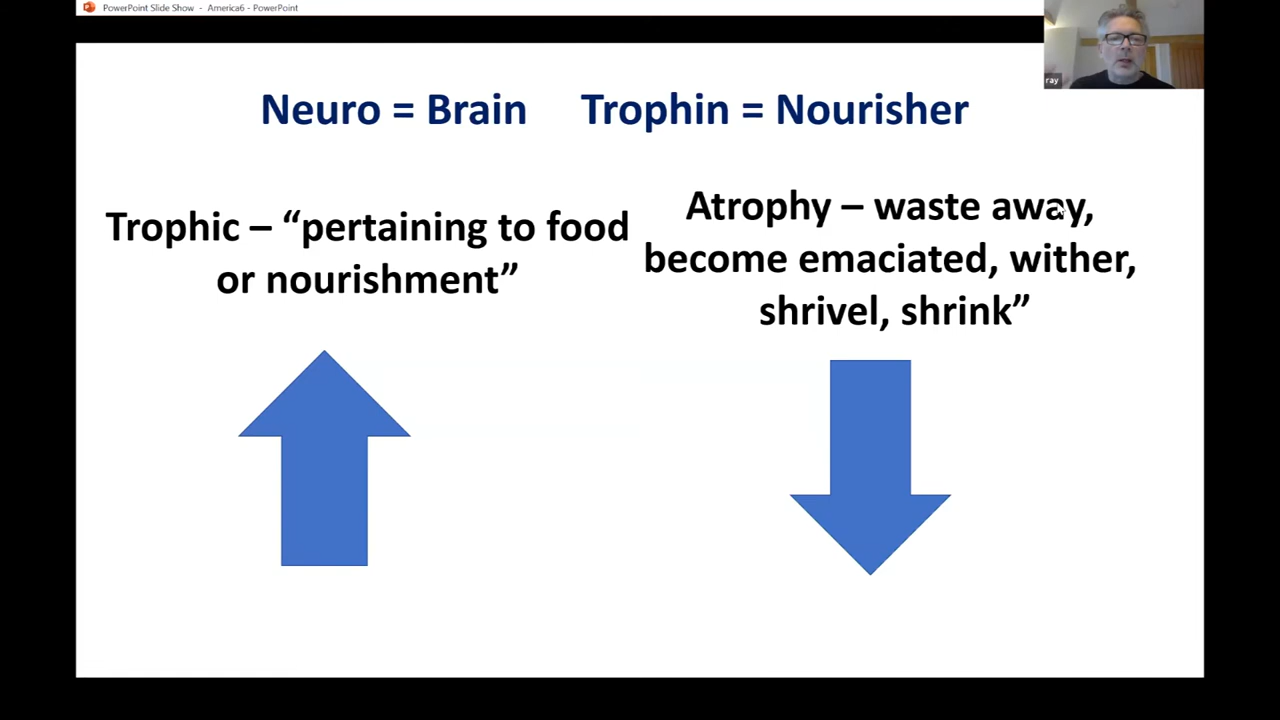 PowerPoint Slide Show - America6 - PowerPoint
ray
Neuro = Brain Trophin = Nourisher
Trophic – “pertaining to food
or nourishment”
Atrophy – waste away,
become emaciated, wither,
shrivel, shrink”